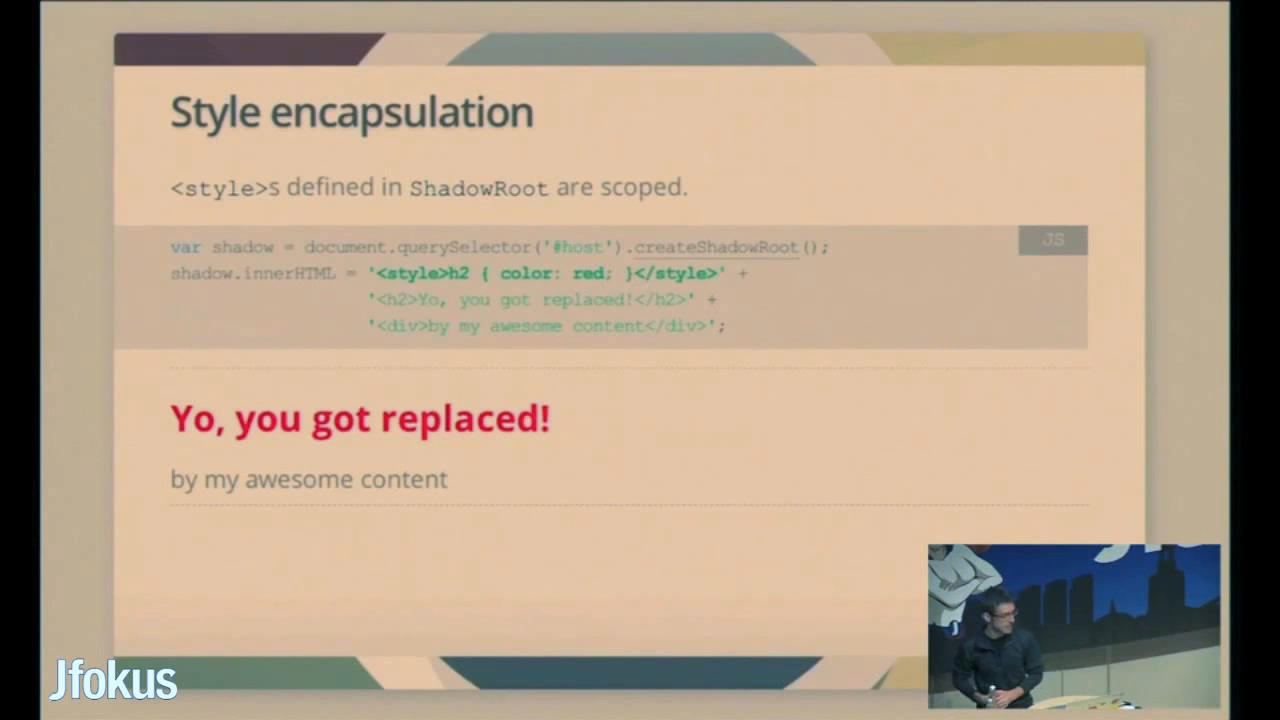 Style encapsulation
<style>s defined in ShadowRoot are scoped.
JS
var shadow = document.querySelector('#host').createShadowRoot();
shadow.innerHTML = '<style>h2 { color: red; }</style>' +
'<h2>Yo, you got replaced!</h2>' +
'<div>by my awesome content</div>';
Yo, you got replaced!
by my awesome content
Jfokus